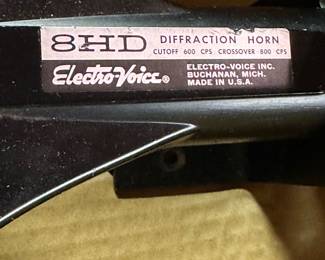 8HD DIFFRACTION HORN
CUTOFF 600 CPS CROSSOVER 800 CPS
Electro-Voice® ELECTRO-VOICE INC.
BUCHANAN, MICH.
MADE IN U.S.A.